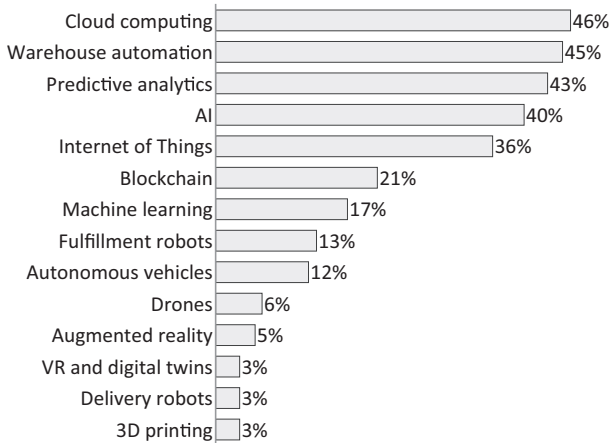 Cloud computing 46%
Warehouse automation 45%
Predictive analytics 43%
AI 40%
Internet of Things 36%
Blockchain 21%
Machine learning 17%
Fulfillment robots 13%
Autonomous vehicles 12%
Drones 6%
Augmented reality 5%
VR and digital twins 3%
Delivery robots 3%
3D printing 3%